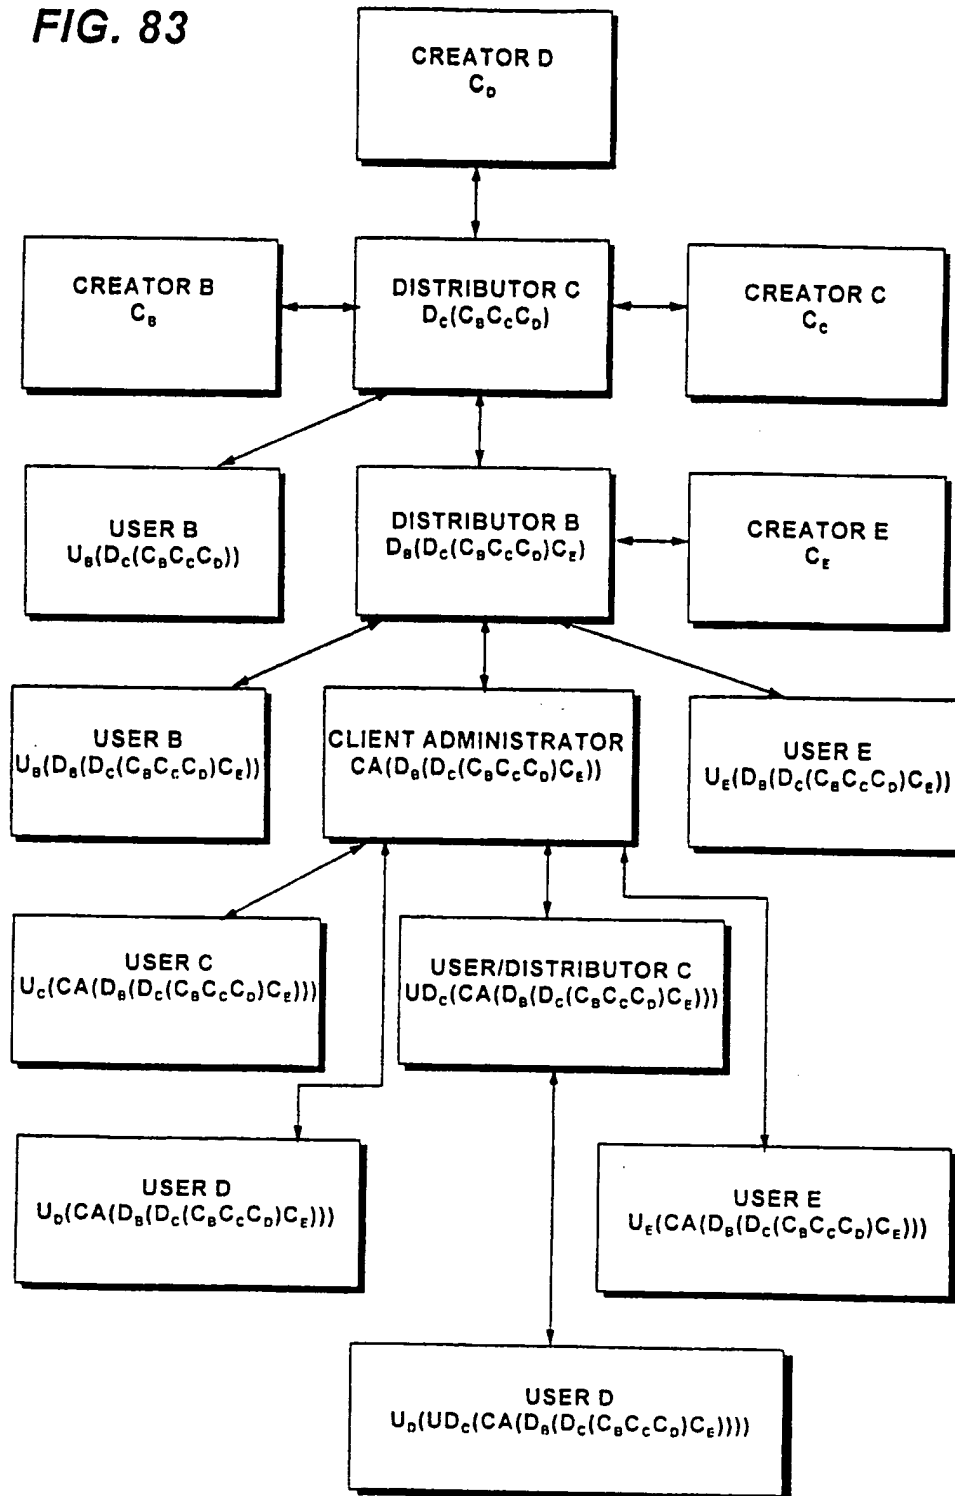 FIG. 83
CREATOR D
C_D
CREATOR B
C_B
DISTRIBUTOR C
D_C(C_BC_CC_D)
CREATOR C
C_C
USER B
U_B(D_C(C_BC_CC_D))
DISTRIBUTOR B
D_B(D_C(C_BC_CC_D)C_E)
CREATOR E
C_E
USER B
U_B(D_B(D_C(C_BC_CC_D)C_E))
CLIENT ADMINISTRATOR
CA(D_B(D_C(C_BC_CC_D)C_E))
USER E
U_E(D_B(D_C(C_BC_CC_D)C_E))
USER C
U_C(CA(D_B(D_C(C_BC_CC_D)C_E)))
USER/DISTRIBUTOR C
UD_C(CA(D_B(D_C(C_BC_CC_D)C_E)))
USER D
U_D(CA(D_B(D_C(C_BC_CC_D)C_E)))
USER E
U_E(CA(D_B(D_C(C_BC_CC_D)C_E)))
USER D
U_D(UD_C(CA(D_B(D_C(C_BC_CC_D)C_E))))